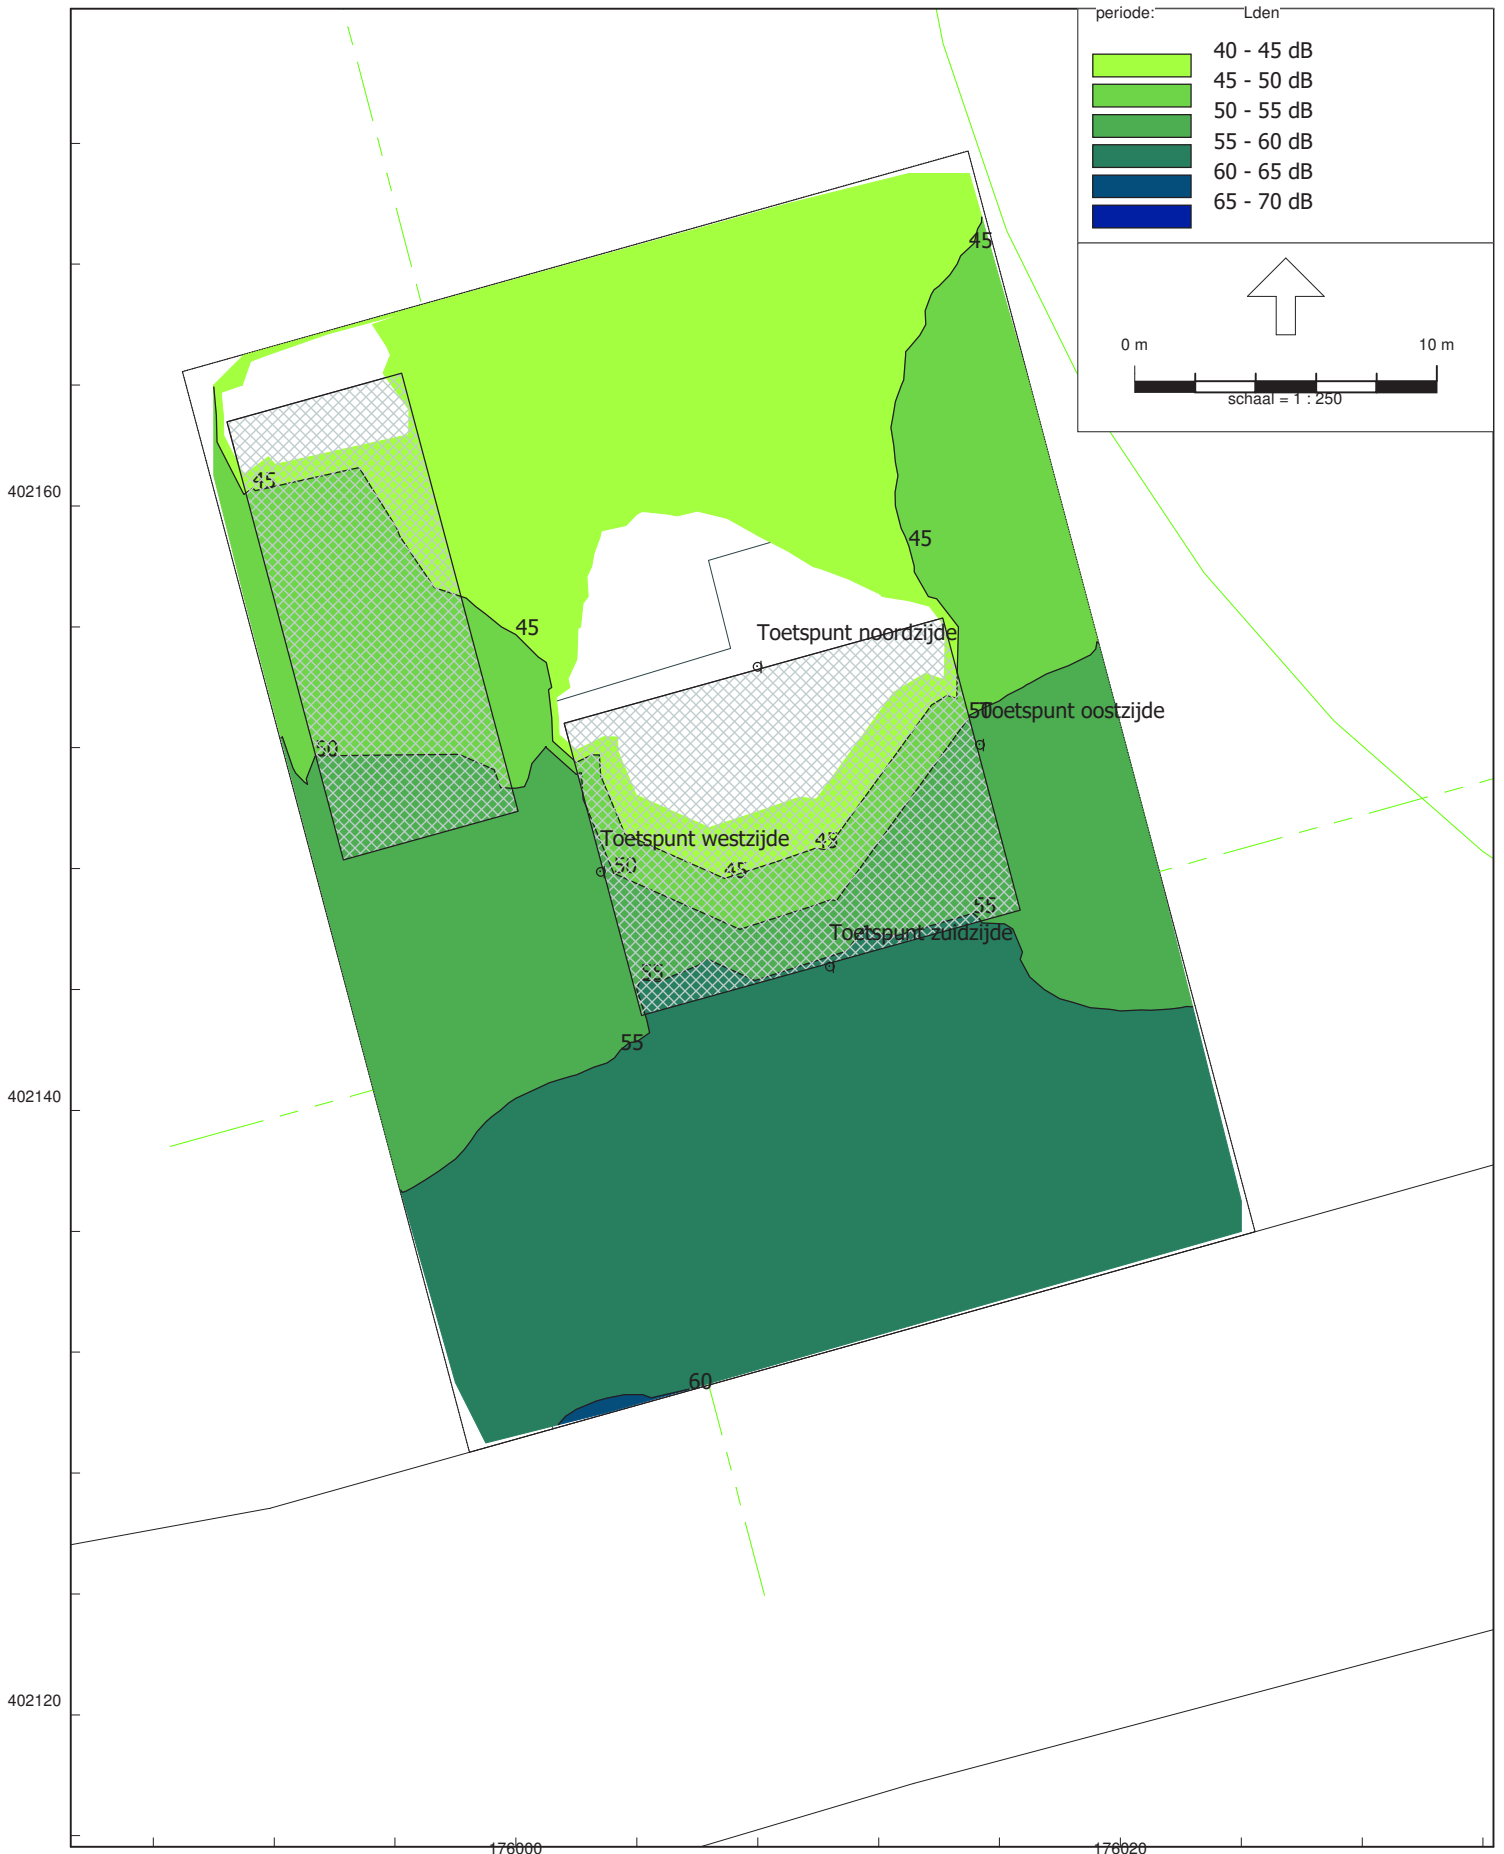 periode: Lden
40 - 45 dB
45 - 50 dB
50 - 55 dB
55 - 60 dB
60 - 65 dB
65 - 70 dB
0 m 10 m
schaal = 1 : 250
45
45
402160
45
45
Toetspunt noordzijde
50
Toetspunt oostzijde
50
Toetspunt westzijde
45
50
45
55
Toetspunt zuidzijde
55
55
402140
60
402120
176000
176020